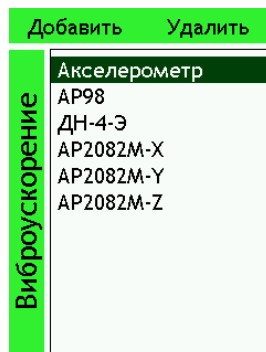 Добавить Удалить
Виброускорение
Акселерометр
АР98
ДН-4-Э
АР2082М-X
АР2082М-Y
АР2082М-Z